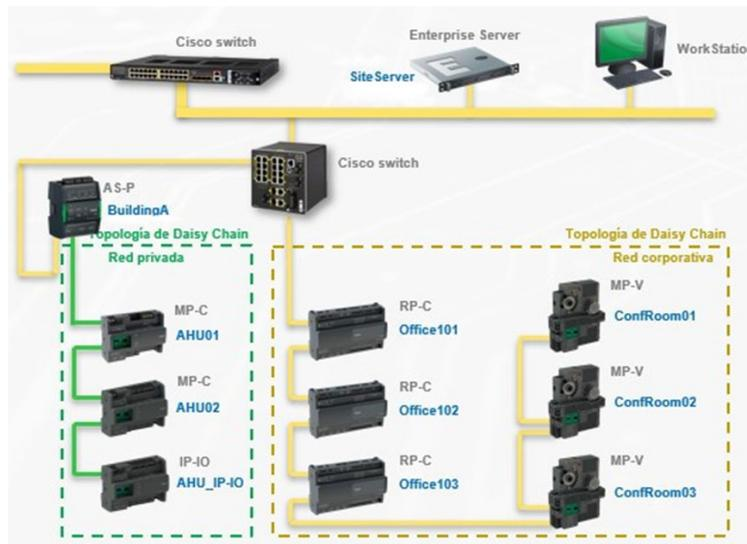 Cisco switch
Enterprise Server
SiteServer
WorkStatio
Cisco switch
AS-P
BuildingA
Topología de Daisy Chain
Red privada
Topología de Daisy Chain
Red corporativa
MP-C
AHU01
MP-C
AHU02
IP-IO
AHU_IP-IO
RP-C
Office101
RP-C
Office102
RP-C
Office103
MP-V
ConfRoom01
MP-V
ConfRoom02
MP-V
ConfRoom03